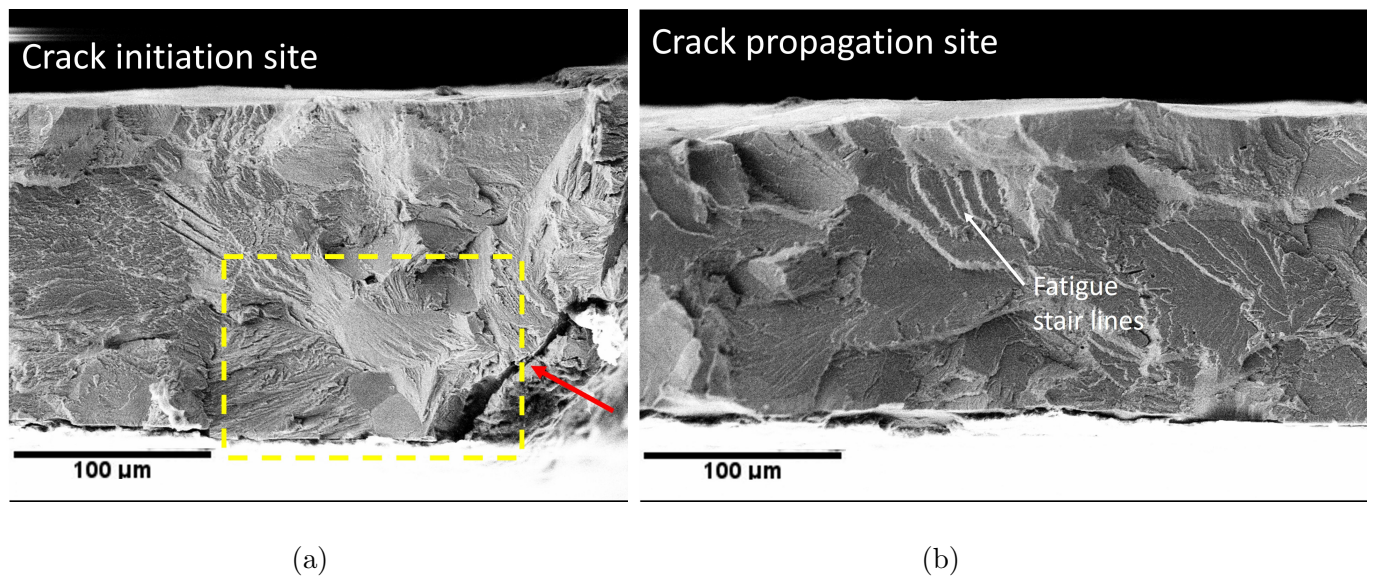 Crack initiation site
100 μm
(a)
Crack propagation site
Fatigue
stair lines
100 μm
(b)